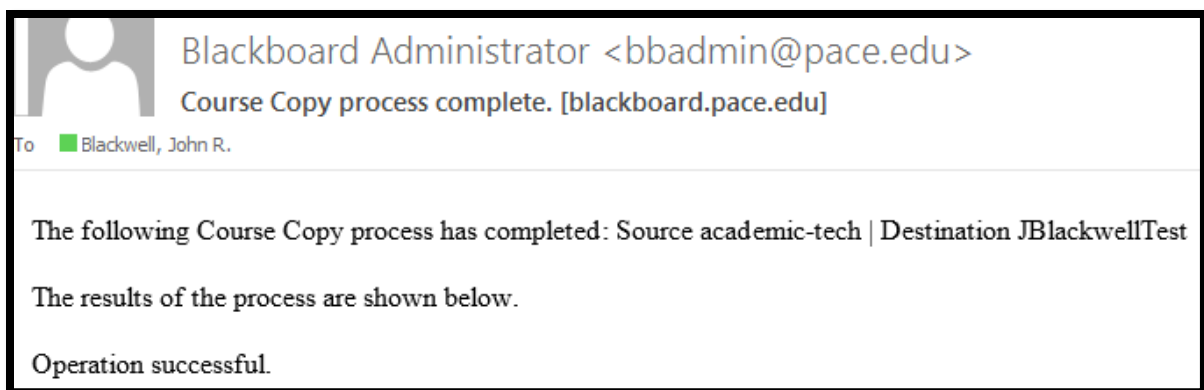 Blackboard Administrator <bbadmin@pace.edu>
Course Copy process complete. [blackboard.pace.edu]
To Blackwell, John R.
The following Course Copy process has completed: Source academic-tech | Destination JBlackwellTest
The results of the process are shown below.
Operation successful.